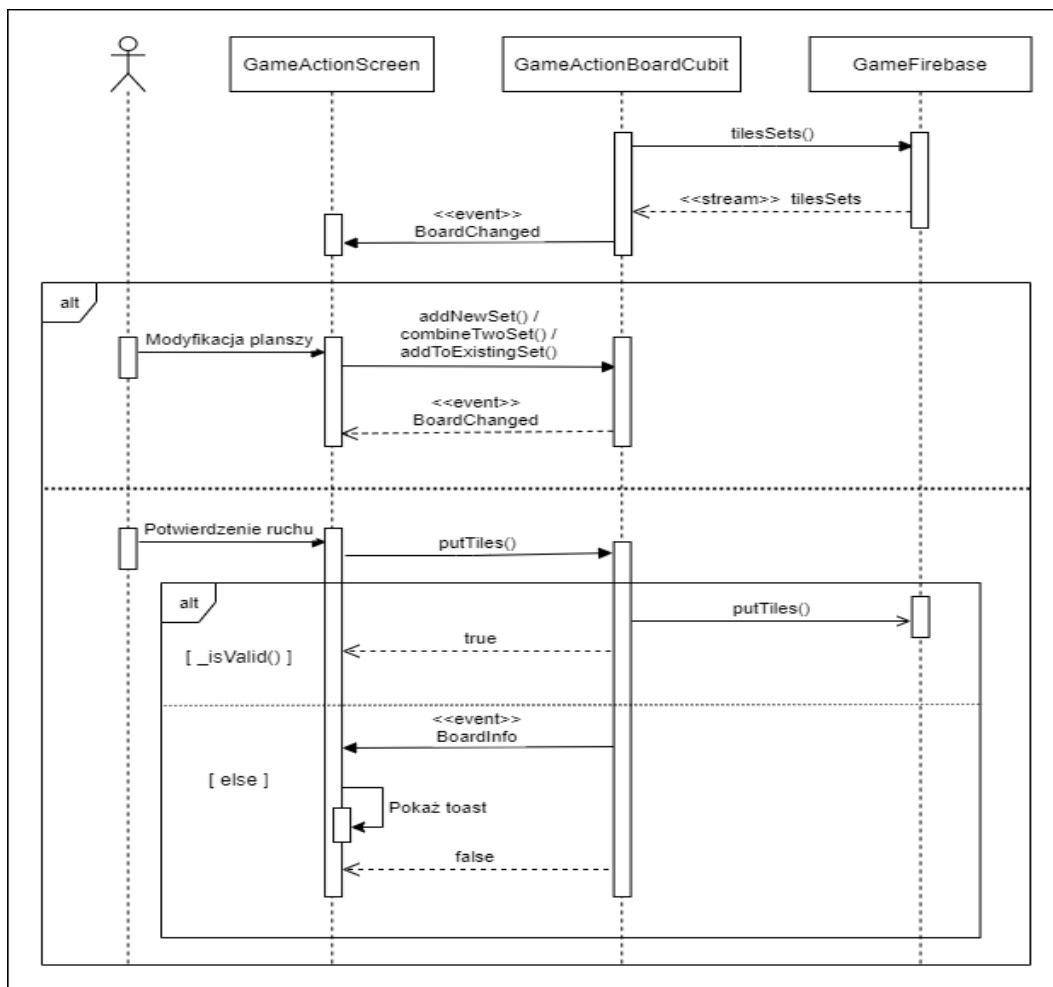 GameActionScreen
GameActionBoardCubit
GameFirebase
tilesSets()
<<stream>> tilesSets
<<event>>
BoardChanged
alt
Modyfikacja planszy
addNewSet() /
combineTwoSet() /
addToExistingSet()
<<event>>
BoardChanged
Potwierdzenie ruchu
putTiles()
alt
putTiles()
true
[ _isValid() ]
<<event>>
BoardInfo
[ else ]
Pokaż toast
false